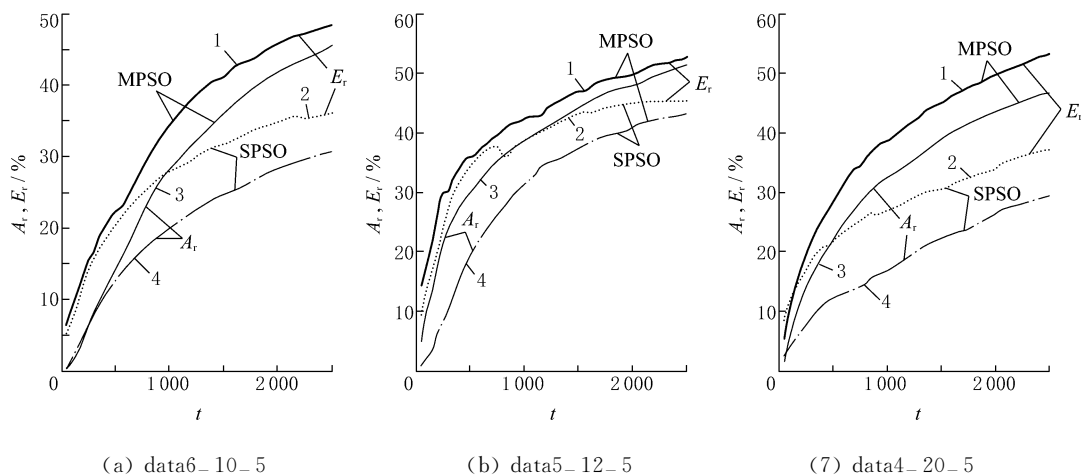 50
40
30
20
10
0
1 000
2 000
A_r, E_r / %
t
MPSO
SPSO
E_r
A_r
1
2
3
4
(a) data6_10_5
60
50
40
30
20
10
0
1 000
2 000
A_r, E_r / %
t
MPSO
SPSO
E_r
A_r
1
2
3
4
(b) data5_12_5
60
50
40
30
20
10
0
1 000
2 000
A_r, E_r / %
t
MPSO
SPSO
E_r
A_r
1
2
3
4
(7) data4_20_5